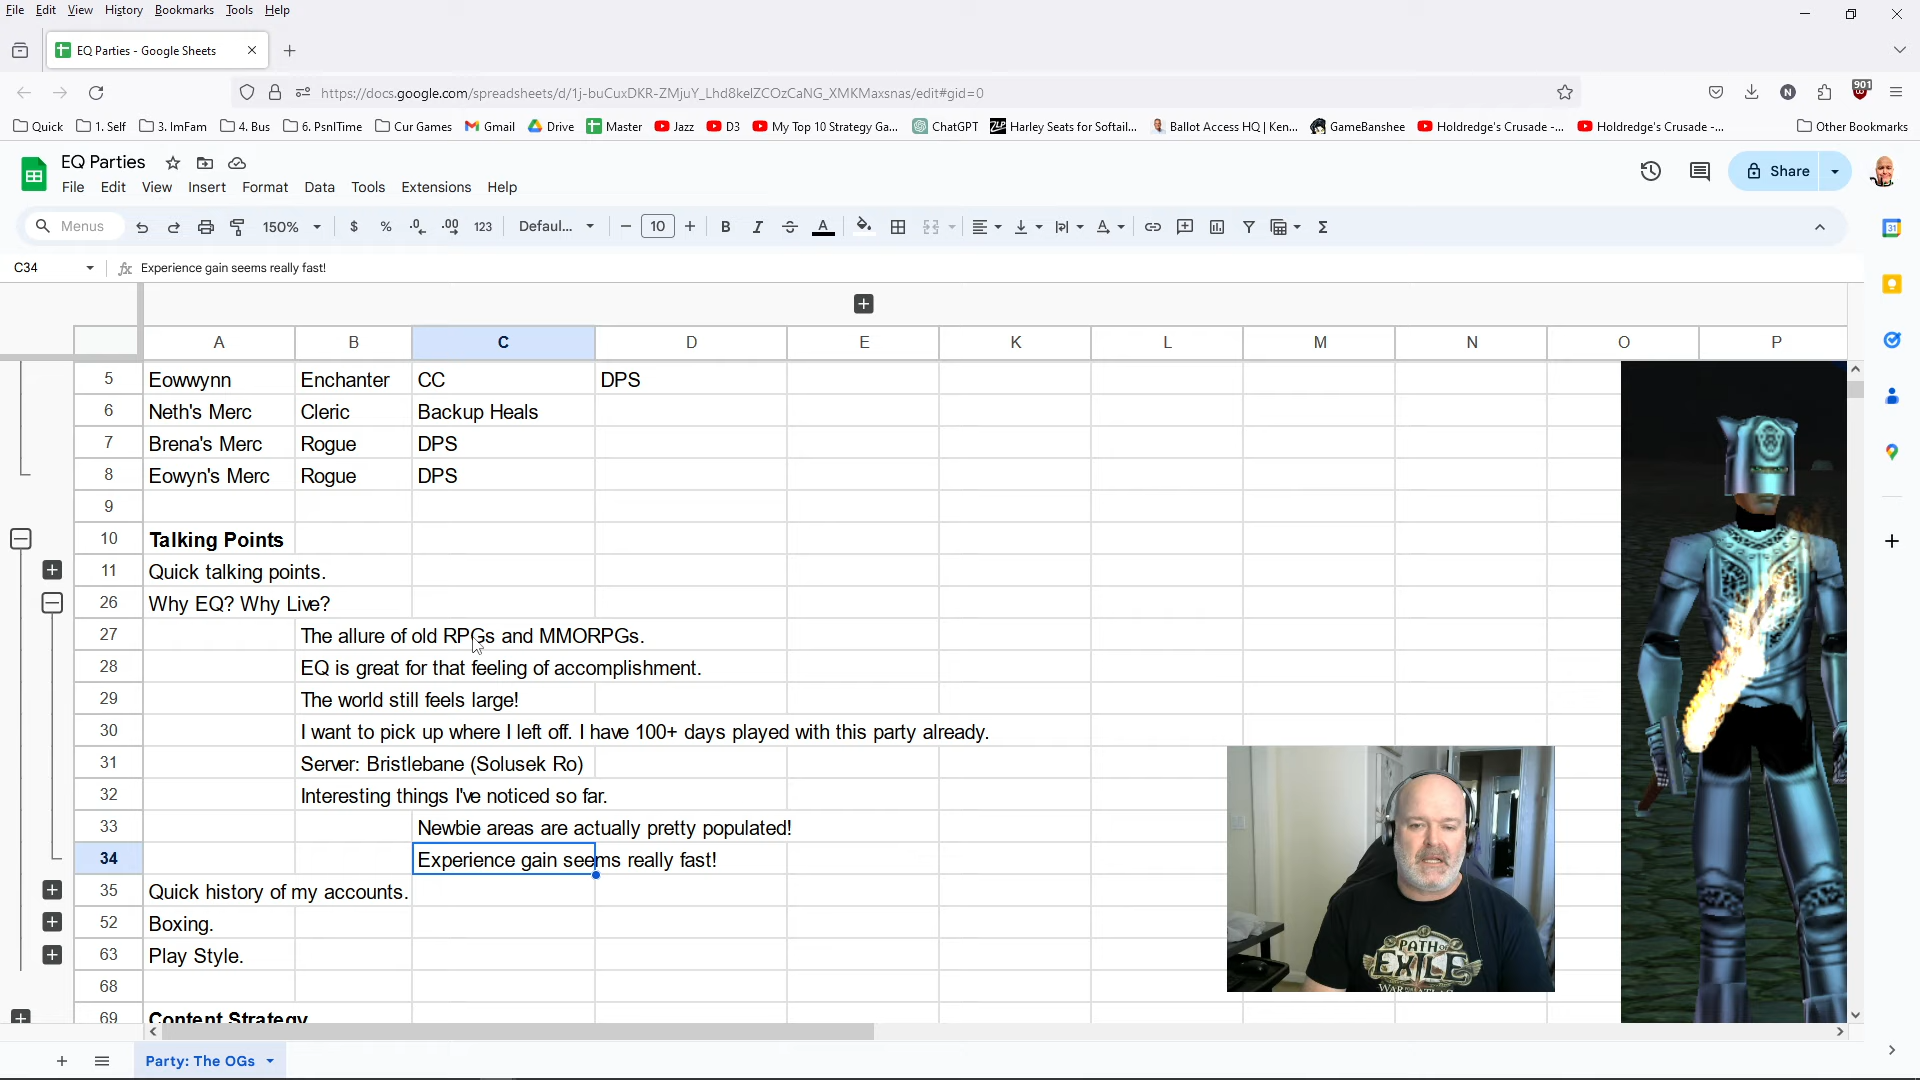 File Edit View History Bookmarks Tools Help
EQ Parties - Google Sheets
https://docs.google.com/spreadsheets/d/1j-buCuxDKR-ZMjuY_Lhd8kelZCOzCaNG_XMKMaxsnas/edit#gid=0
901
Quick 1. Self 3. ImFam 4. Bus 6. PsnlTime Cur Games Gmail Drive Master Jazz D3 My Top 10 Strategy Ga... ChatGPT Harley Seats for Softail... Ballot Access HQ | Ken... GameBanshee Holdredge's Crusade -... Holdredge's Crusade -... Other Bookmarks
EQ Parties
File Edit View Insert Format Data Tools Extensions Help
Share
Menus 150% $ % .0 .00 123 Defaul... 10 B I A
31
C34 fx Experience gain seems really fast!
A B C D E K L M N O P
5 Eowwynn Enchanter CC DPS
6 Neth's Merc Cleric Backup Heals
7 Brena's Merc Rogue DPS
8 Eowyn's Merc Rogue DPS
9
10 Talking Points
11 Quick talking points.
26 Why EQ? Why Live?
27 The allure of old RPGs and MMORPGs.
28 EQ is great for that feeling of accomplishment.
29 The world still feels large!
30 I want to pick up where I left off. I have 100+ days played with this party already.
31 Server: Bristlebane (Solusek Ro)
32 Interesting things I've noticed so far.
33 Newbie areas are actually pretty populated!
34 Experience gain seems really fast!
35 Quick history of my accounts.
52 Boxing.
63 Play Style.
68
69 Content Strategy
PATH OF
EXILE
WAR FOR THE ATLAS
Party: The OGs